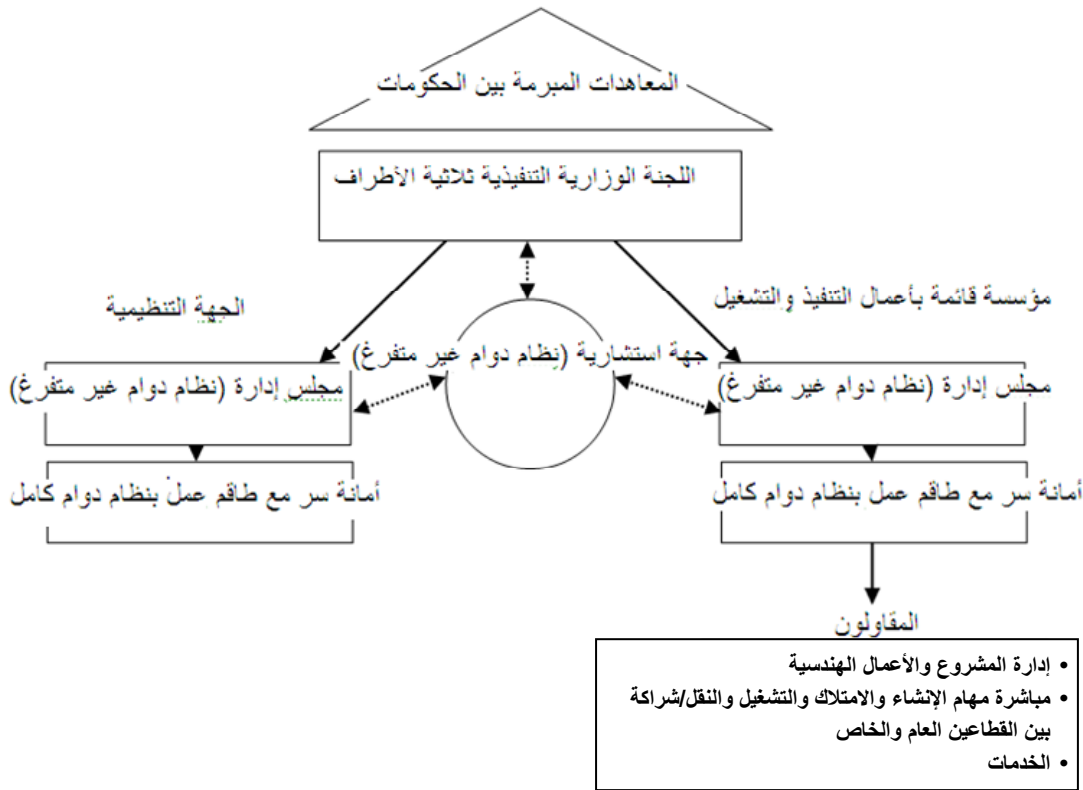 المعاهدات المبرمة بين الحكومات
اللجنة الوزارية التنفيذية ثلاثية الأطراف
مؤسسة قائمة بأعمال التنفيذ والتشغيل
الجهة التنظيمية
جهة استشارية (نظام دوام غير متفرغ)
مجلس إدارة (نظام دوام غير متفرغ)
مجلس إدارة (نظام دوام غير متفرغ)
أمانة سر مع طاقم عمل بنظام دوام كامل
أمانة سر مع طاقم عمل بنظام دوام كامل
المقاولون
• إدارة المشروع والأعمال الهندسية
• مباشرة مهام الإنشاء والامتلاك والتشغيل والنقل/شراكة
بين القطاعين العام والخاص
• الخدمات